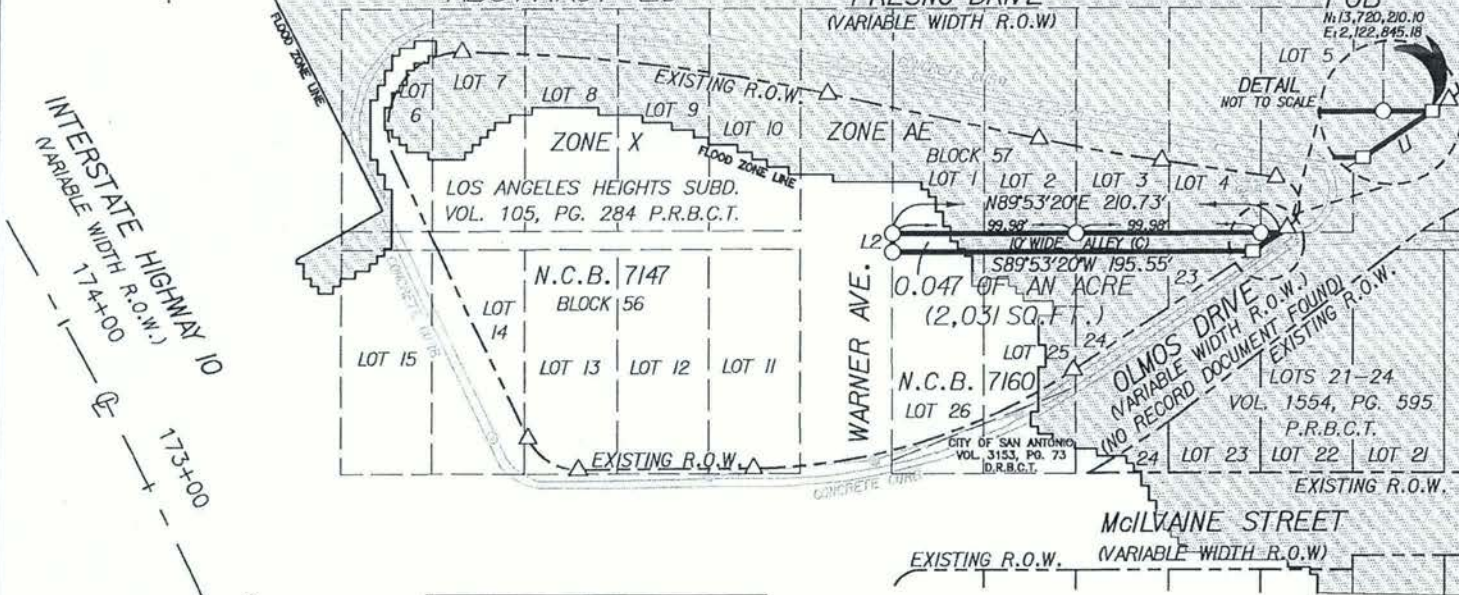 FRESNO DRIVE
(VARIABLE WIDTH R.O.W)
POB
N:13,720,210.10
E:2,122,845.18
LOT 5
DETAIL
NOT TO SCALE
FLOOD ZONE LINE
INTERSTATE HIGHWAY 10
(VARIABLE WIDTH R.O.W.)
174+00
173+00
LOT 6
LOT 7
LOT 8
LOT 9
LOT 10
EXISTING R.O.W.
CONCRETE CURB
ZONE X
ZONE AE
FLOOD ZONE LINE
BLOCK 57
LOT 1
LOT 2
LOT 3
LOT 4
LOS ANGELES HEIGHTS SUBD.
VOL. 105, PG. 284 P.R.B.C.T.
N89°53'20"E 210.73'
99.98'
99.98'
L2
10' WIDE ALLEY (C)
S89°53'20"W 195.55'
0.047 OF AN ACRE
(2,031 SQ.FT.)
N.C.B. 7147
BLOCK 56
LOT 14
LOT 15
LOT 13
LOT 12
LOT 11
CONCRETE CURB
WARNER AVE.
23
24
LOT 25
N.C.B. 7160
LOT 26
CITY OF SAN ANTONIO
VOL. 3153, PG. 73
D.R.B.C.T.
OLMOS DRIVE
(VARIABLE WIDTH R.O.W.)
(NO RECORD DOCUMENT FOUND)
EXISTING R.O.W.
LOTS 21-24
VOL. 1554, PG. 595
P.R.B.C.T.
24
LOT 23
LOT 22
LOT 21
EXISTING R.O.W.
EXISTING R.O.W.
CONCRETE CURB
McILVAINE STREET
(VARIABLE WIDTH R.O.W)
EXISTING R.O.W.